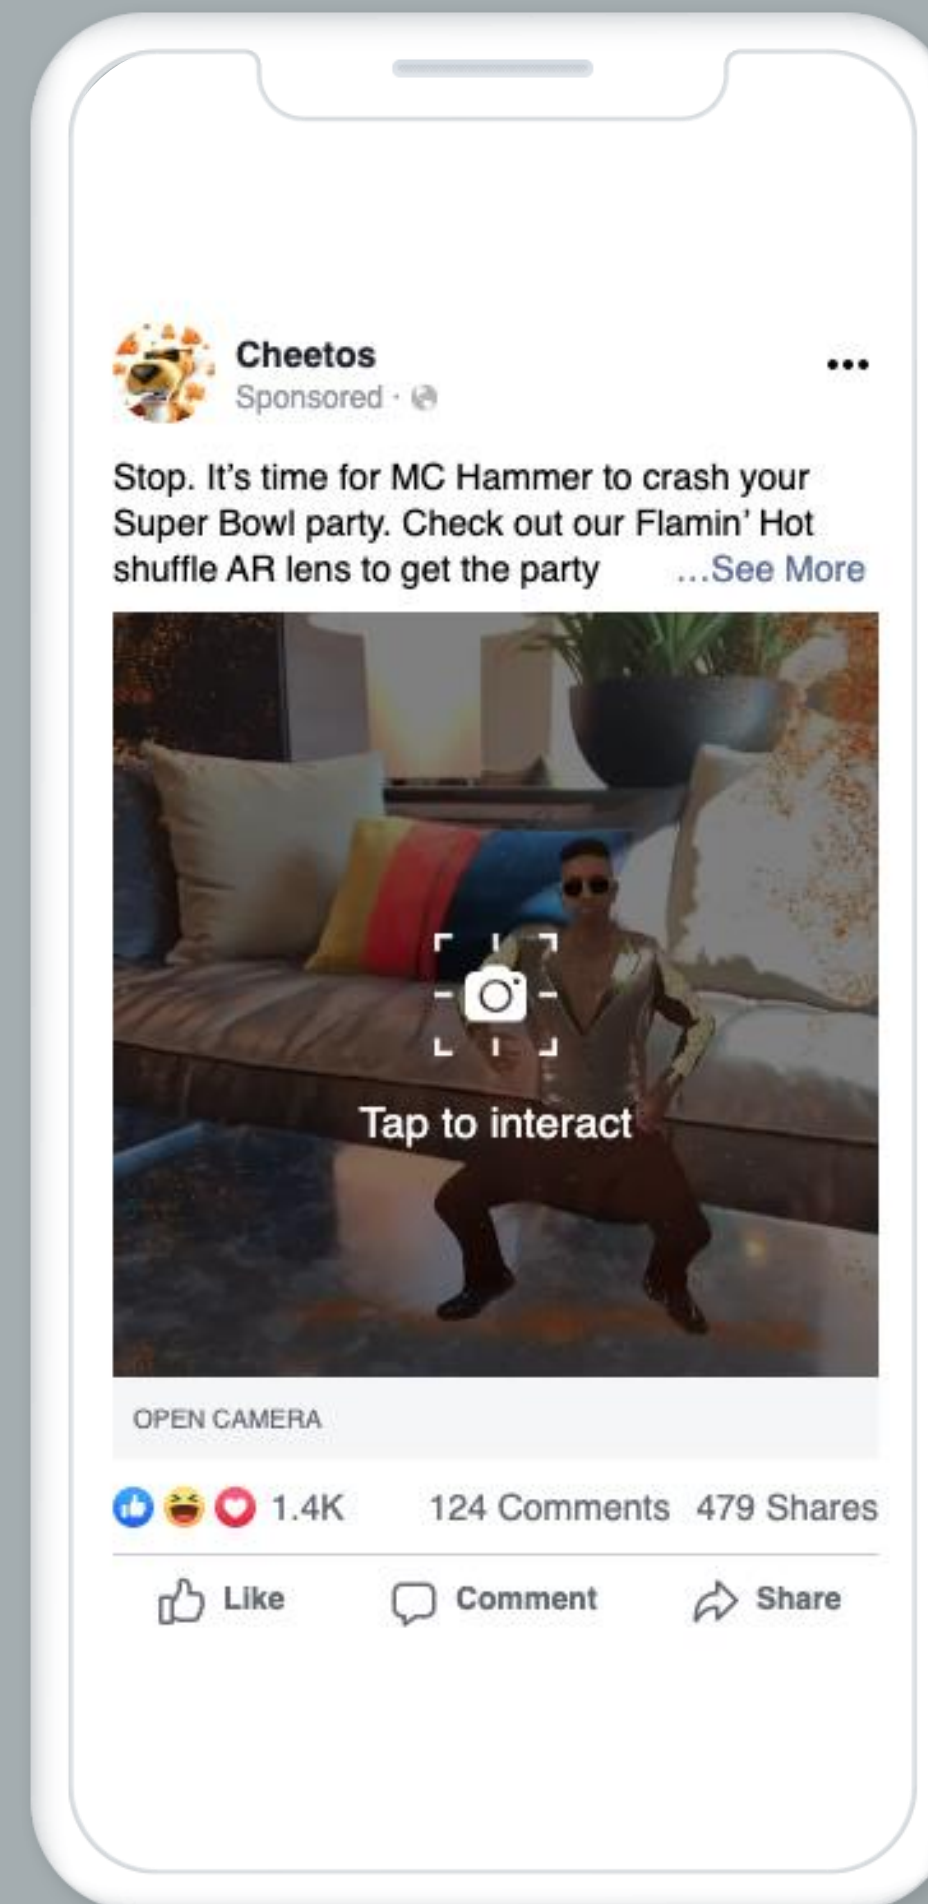 Cheetos
Sponsored ·
Stop. It’s time for MC Hammer to crash your
Super Bowl party. Check out our Flamin’ Hot
shuffle AR lens to get the party ...See More
Tap to interact
OPEN CAMERA
1.4K 124 Comments 479 Shares
Like Comment Share